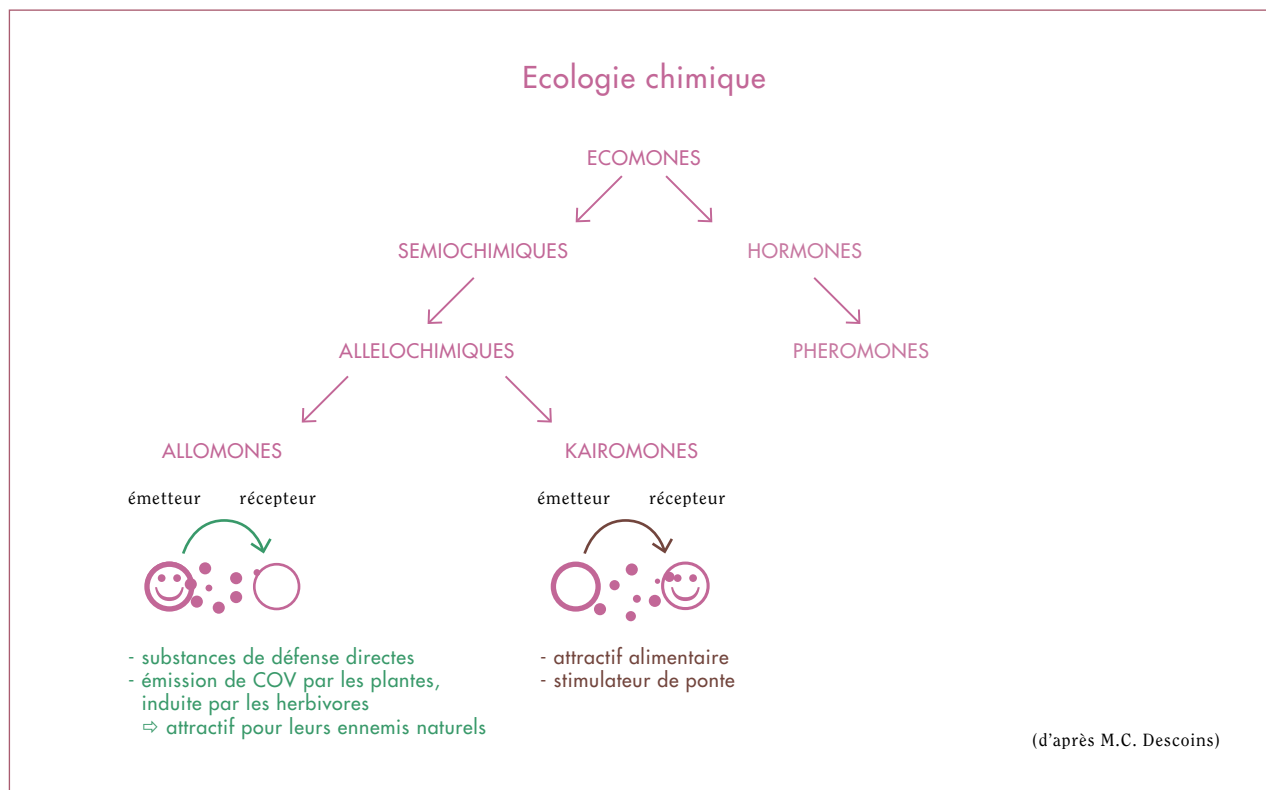 Ecologie chimique
ECOMONES
SEMIOCHIMIQUES
HORMONES
ALLELOCHIMIQUES
PHEROMONES
ALLOMONES
KAIROMONES
émetteur récepteur
émetteur récepteur
- substances de défense directes
- émission de COV par les plantes,
induite par les herbivores
⇨ attractif pour leurs ennemis naturels
- attractif alimentaire
- stimulateur de ponte
(d'après M.C. Descoins)